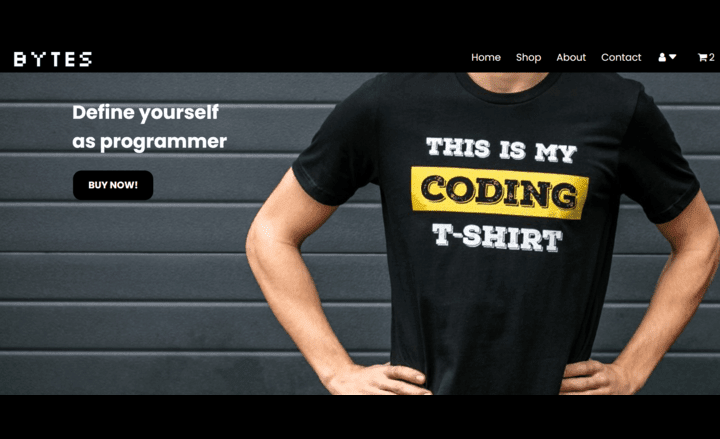 BYTES
Home Shop About Contact 2
Define yourself
as programmer
BUY NOW!
THIS IS MY
CODING
T-SHIRT